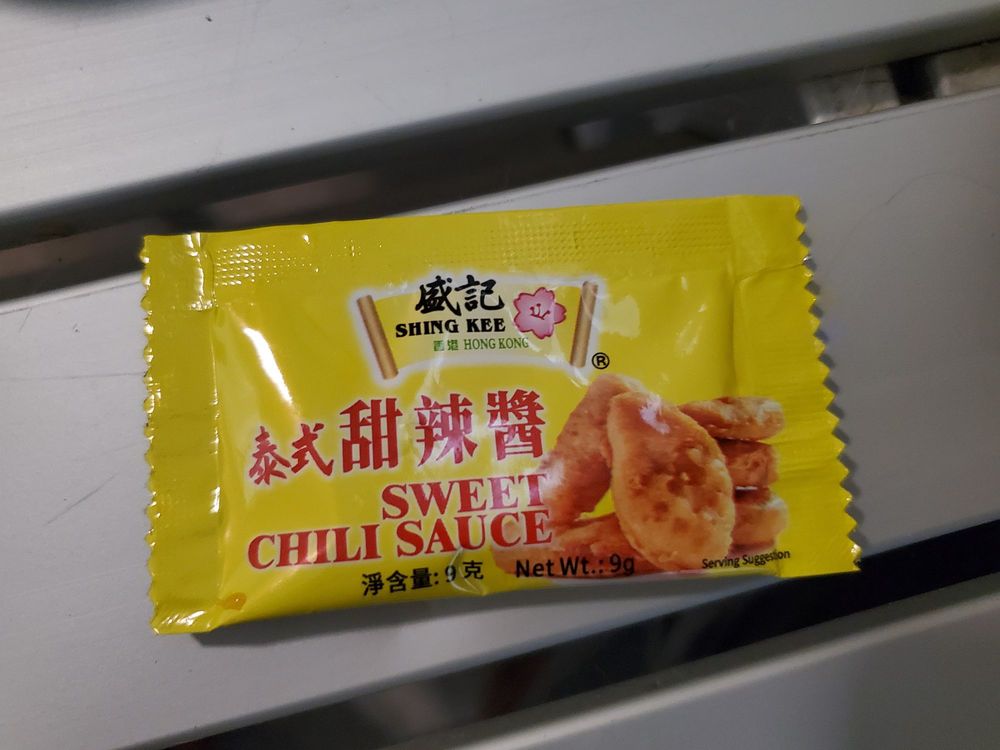 盛記
SHING KEE
香港 HONG KONG
®
泰式甜辣醬
SWEET
CHILI SAUCE
淨含量: 9克 Net Wt.: 9g
Serving Suggestion